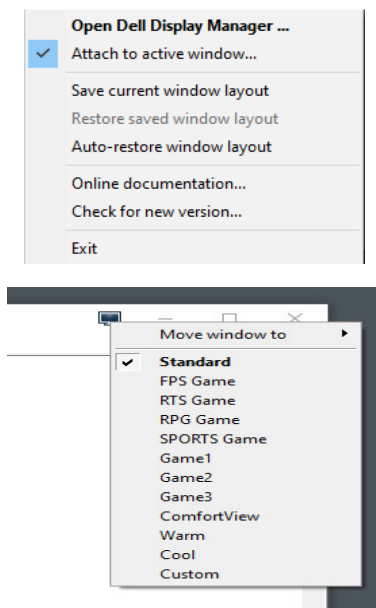 Open Dell Display Manager ...
Attach to active window...
Save current window layout
Restore saved window layout
Auto-restore window layout
Online documentation...
Check for new version...
Exit
Move window to
Standard
FPS Game
RTS Game
RPG Game
SPORTS Game
Game1
Game2
Game3
ComfortView
Warm
Cool
Custom